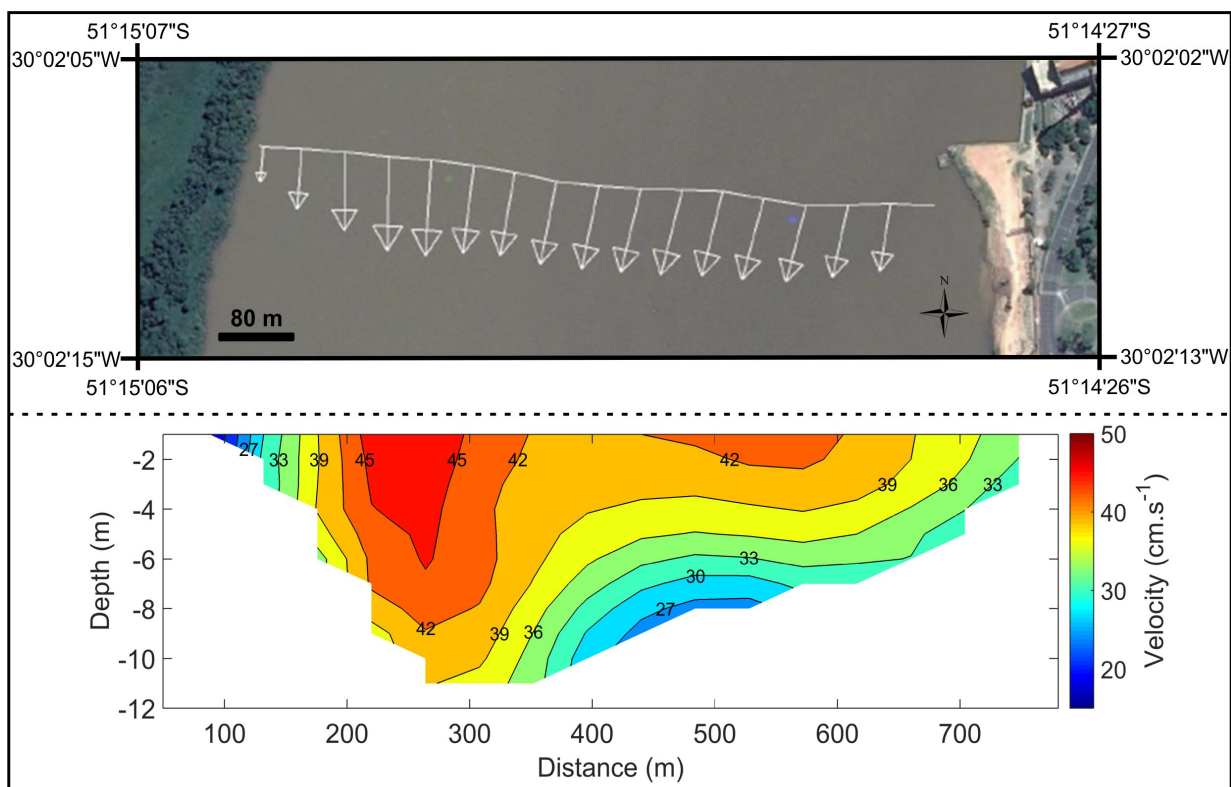 51°15'07"S 51°14'27"S
30°02'05"W 30°02'02"W
N
80 m
30°02'15"W 30°02'13"W
51°15'06"S 51°14'26"S
50
27 33 39 45 45 42 42 39 36 33
-2
-4
40
-6
33
30
30
-8
27
42 39 36
-10
20
-12
100 200 300 400 500 600 700
Depth (m)
Distance (m)
Velocity (cm.s⁻¹)